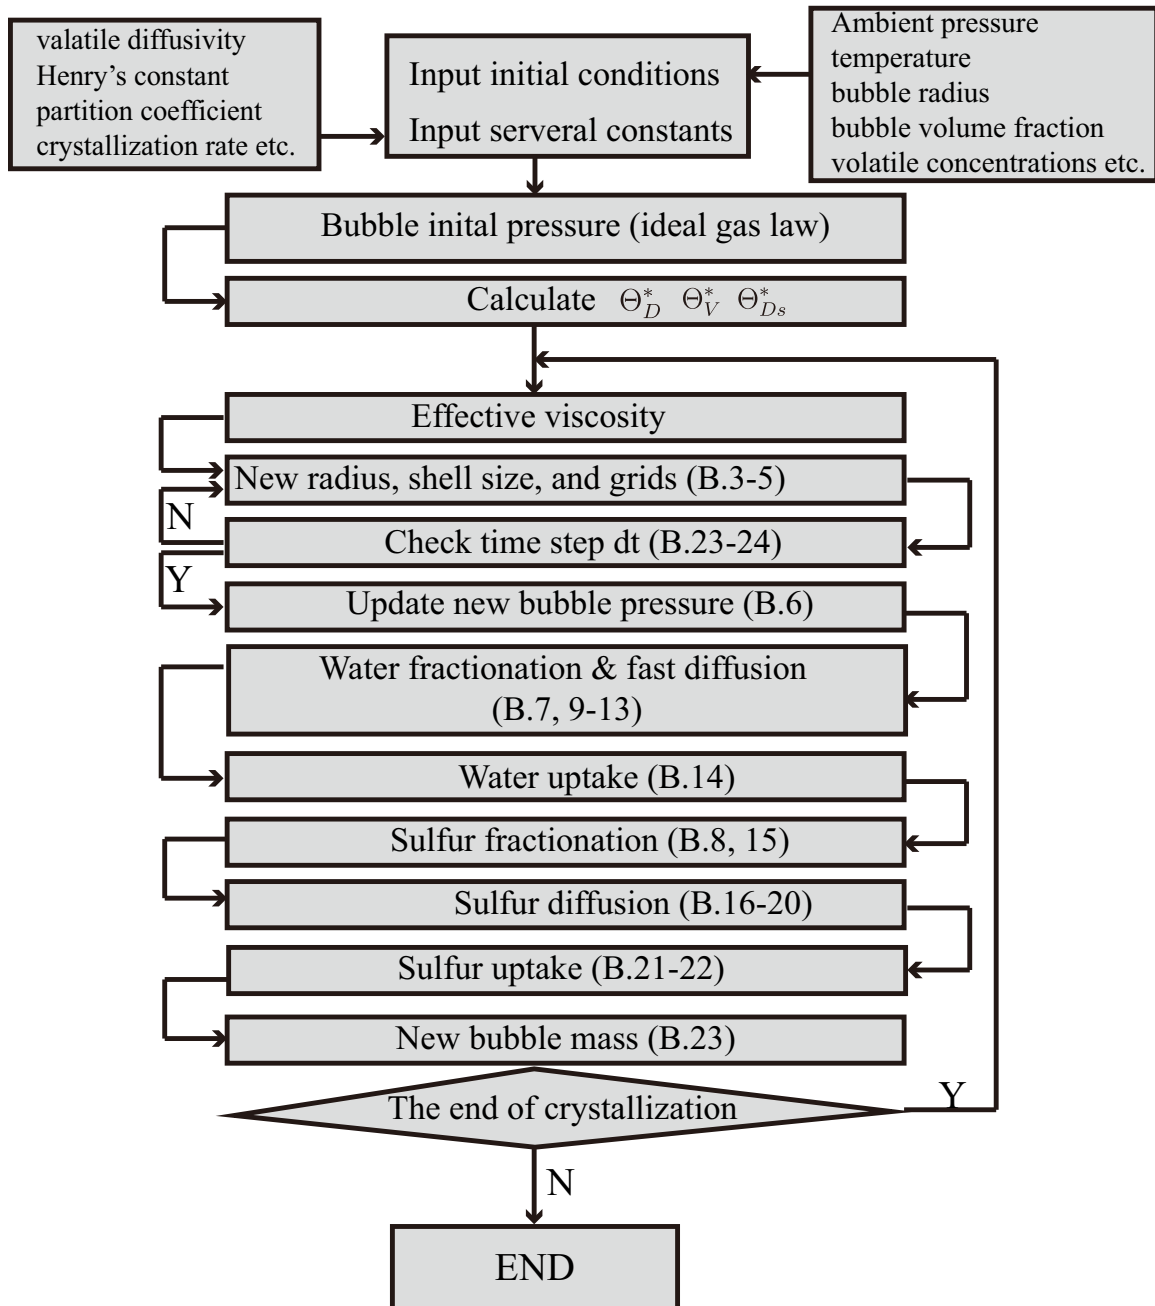 valatile diffusivity
Henry’s constant
partition coefficient
crystallization rate etc.
Input initial conditions
Input serveral constants
Ambient pressure
temperature
bubble radius
bubble volume fraction
volatile concentrations etc.
Bubble inital pressure (ideal gas law)
Calculate Θ*_D Θ*_V Θ*_{Ds}
Effective viscosity
New radius, shell size, and grids (B.3-5)
N
Check time step dt (B.23-24)
Y
Update new bubble pressure (B.6)
Water fractionation & fast diffusion
(B.7, 9-13)
Water uptake (B.14)
Sulfur fractionation (B.8, 15)
Sulfur diffusion (B.16-20)
Sulfur uptake (B.21-22)
New bubble mass (B.23)
The end of crystallization
Y
N
END